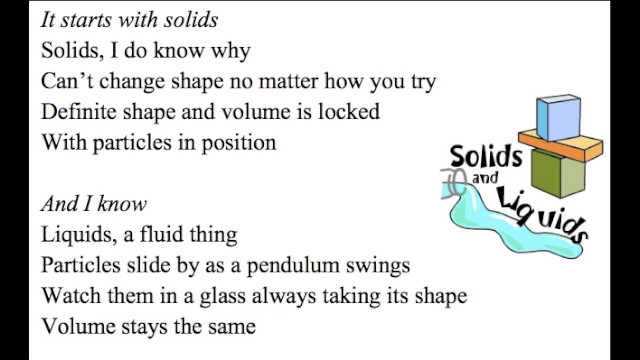 It starts with solids
Solids, I do know why
Can't change shape no matter how you try
Definite shape and volume is locked
With particles in position
And I know
Liquids, a fluid thing
Particles slide by as a pendulum swings
Watch them in a glass always taking its shape
Volume stays the same
Solids
and
Liquids